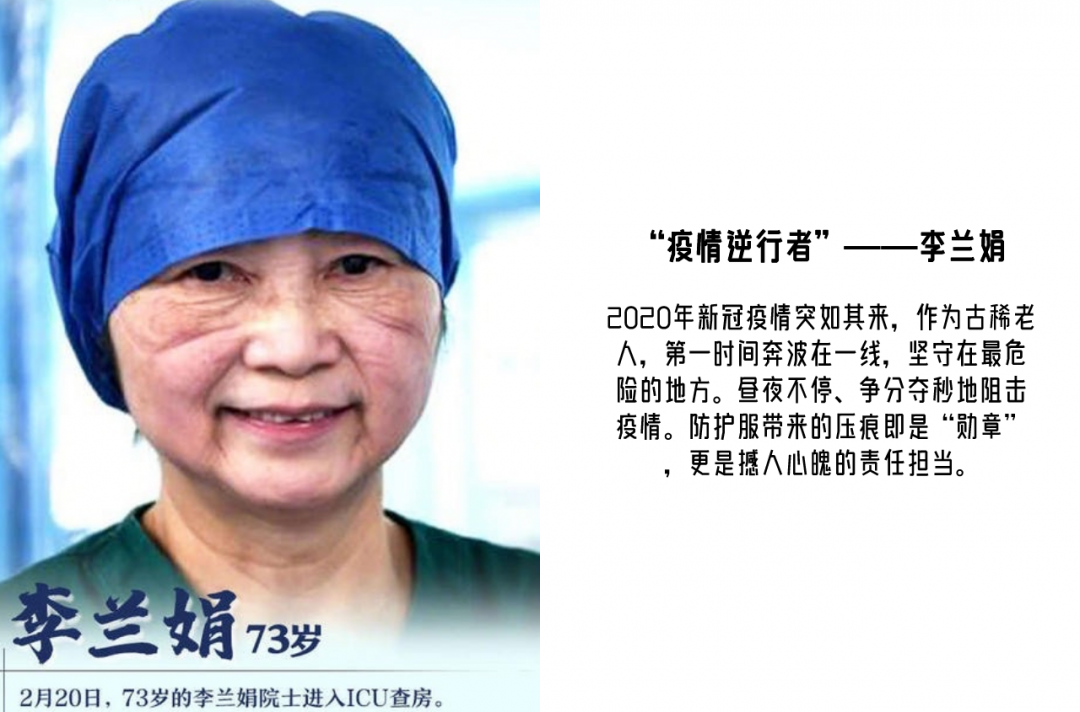 李兰娟 73岁
2月20日，73岁的李兰娟院士进入ICU查房。
“疫情逆行者”——李兰娟
2020年新冠疫情突如其来，作为古稀老
人，第一时间奔波在一线，坚守在最危
险的地方。昼夜不停、争分夺秒地阻击
疫情。防护服带来的压痕即是“勋章”
，更是撼人心魄的责任担当。